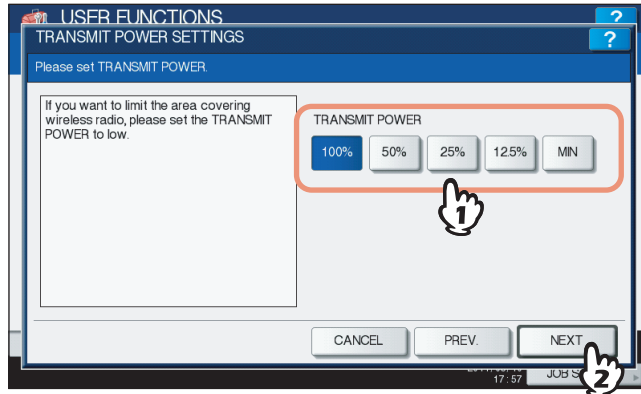 USER FUNCTIONS
?
TRANSMIT POWER SETTINGS
?
Please set TRANSMIT POWER.
If you want to limit the area covering
wireless radio, please set the TRANSMIT
POWER to low.
TRANSMIT POWER
100%
50%
25%
12.5%
MIN
1
CANCEL
PREV.
NEXT
2
17:57
JOB S